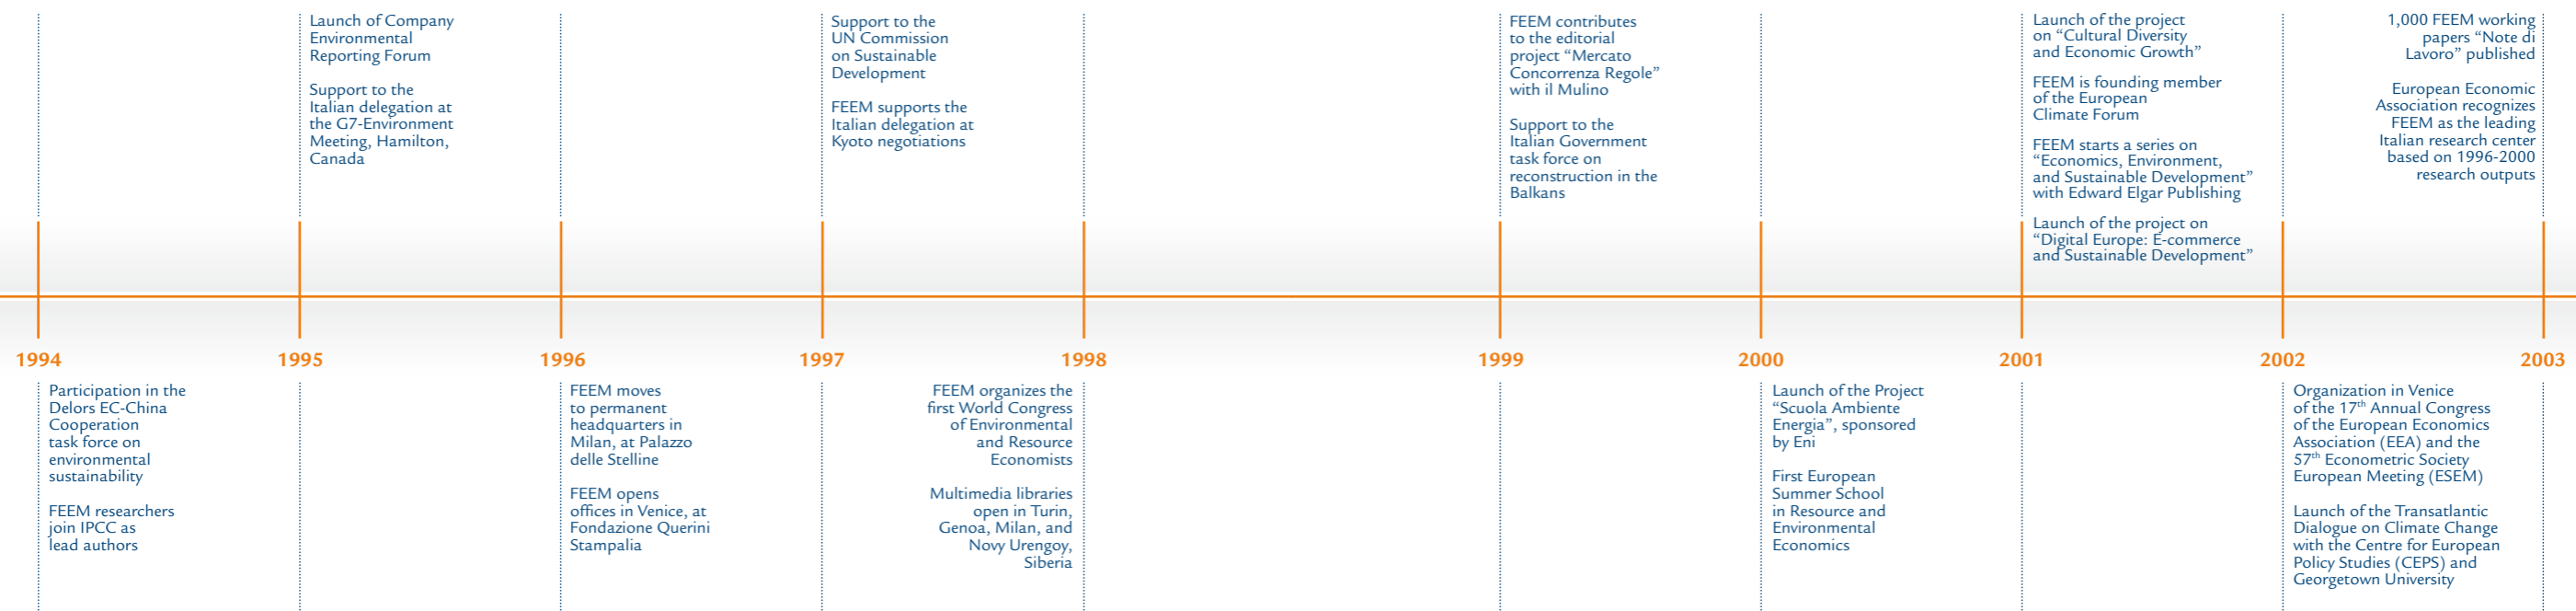 Launch of Company
Environmental
Reporting Forum
Support to the
Italian delegation at
the G7-Environment
Meeting, Hamilton,
Canada
Support to the
UN Commission
on Sustainable
Development
FEEM supports the
Italian delegation at
Kyoto negotiations
FEEM contributes
to the editorial
project “Mercato
Concorrenza Regole”
with il Mulino
Support to the
Italian Government
task force on
reconstruction in the
Balkans
Launch of the project
on “Cultural Diversity
and Economic Growth”
FEEM is founding member
of the European
Climate Forum
FEEM starts a series on
“Economics, Environment,
and Sustainable Development”
with Edward Elgar Publishing
Launch of the project on
“Digital Europe: E-commerce
and Sustainable Development”
1,000 FEEM working
papers “Note di
Lavoro” published
European Economic
Association recognizes
FEEM as the leading
Italian research center
based on 1996-2000
research outputs
1994
1995
1996
1997
1998
1999
2000
2001
2002
2003
Participation in the
Delors EC-China
Cooperation
task force on
environmental
sustainability
FEEM researchers
join IPCC as
lead authors
FEEM moves
to permanent
headquarters in
Milan, at Palazzo
delle Stelline
FEEM opens
offices in Venice, at
Fondazione Querini
Stampalia
FEEM organizes the
first World Congress
of Environmental
and Resource
Economists
Multimedia libraries
open in Turin,
Genoa, Milan, and
Novy Urengoy,
Siberia
Launch of the Project
“Scuola Ambiente
Energia”, sponsored
by Eni
First European
Summer School
in Resource and
Environmental
Economics
Organization in Venice
of the 17th Annual Congress
of the European Economics
Association (EEA) and the
57th Econometric Society
European Meeting (ESEM)
Launch of the Transatlantic
Dialogue on Climate Change
with the Centre for European
Policy Studies (CEPS) and
Georgetown University